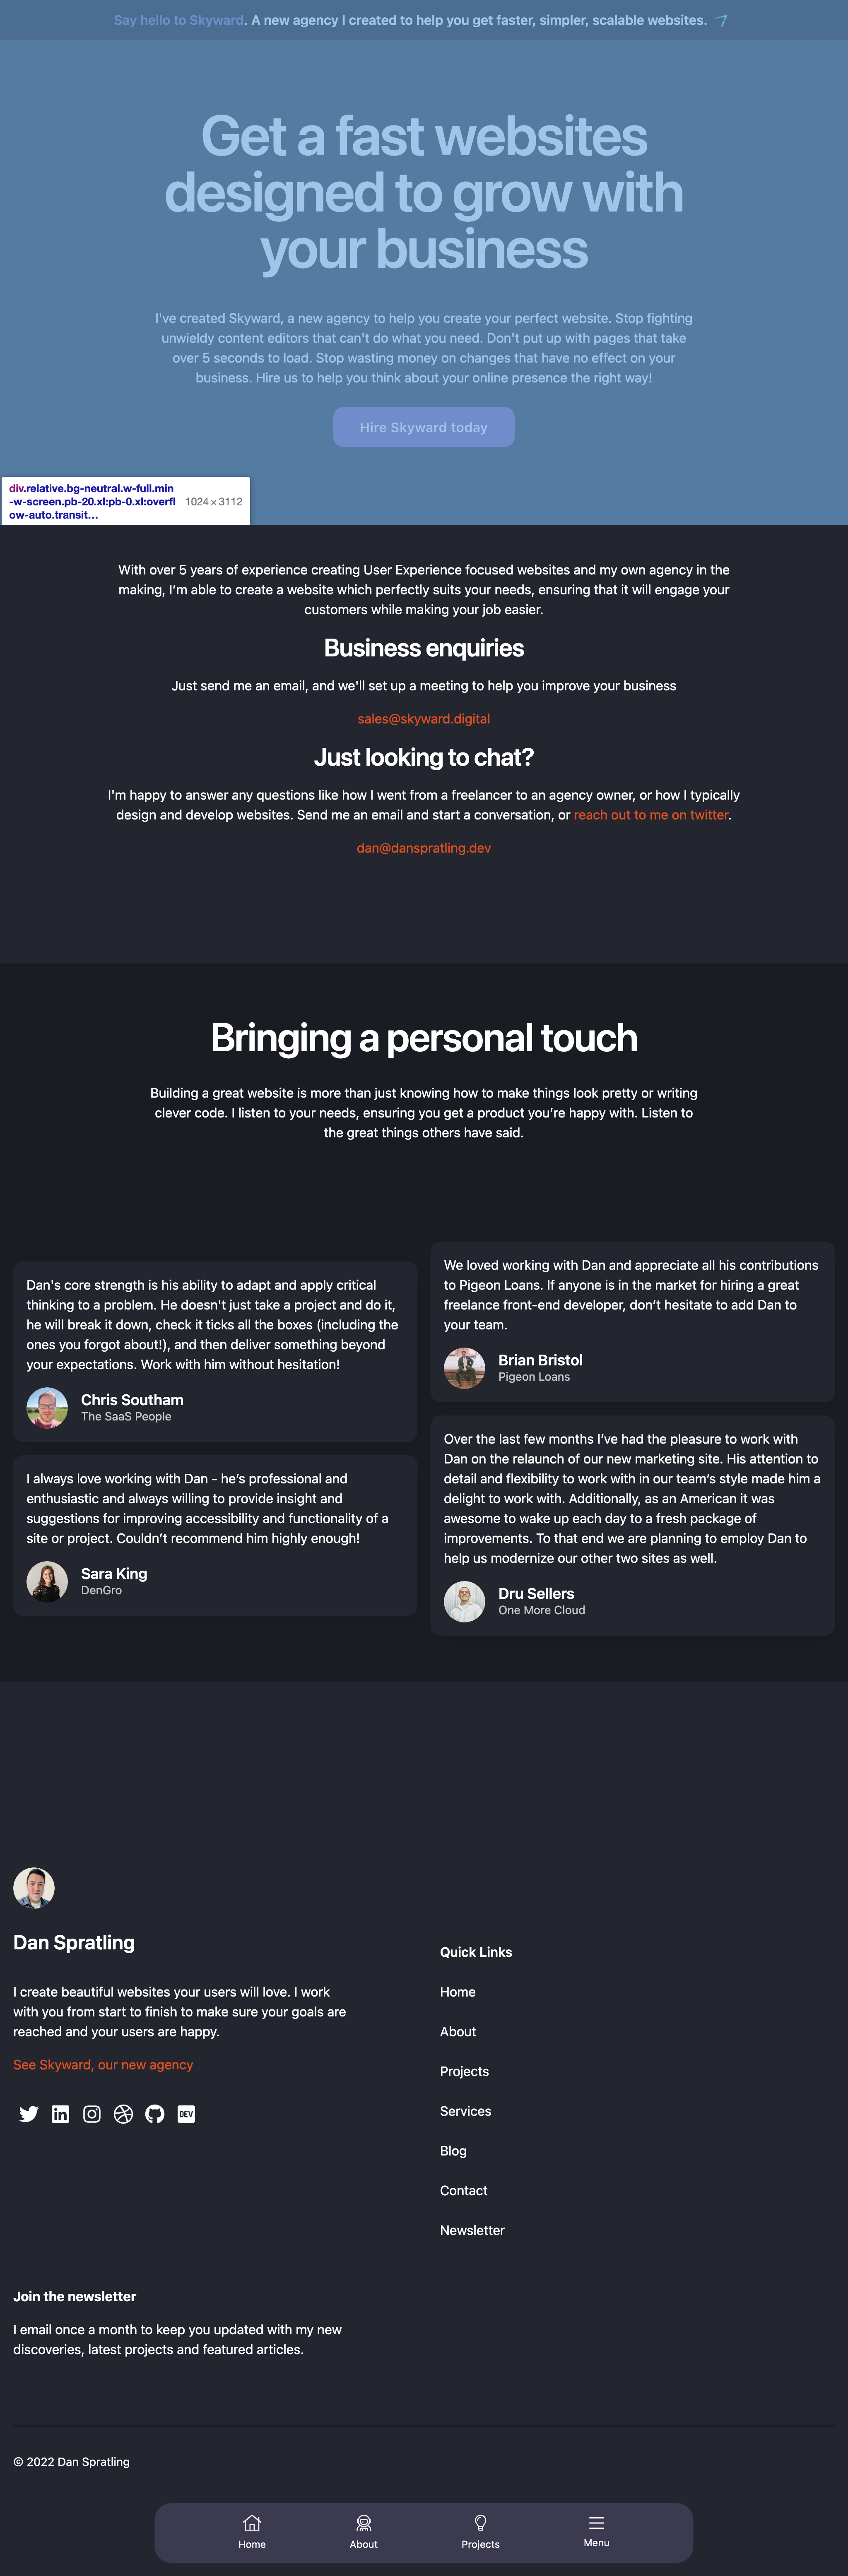 Say hello to Skyward. A new agency I created to help you get faster, simpler, scalable websites.
Get a fast websites
designed to grow with
your business
I've created Skyward, a new agency to help you create your perfect website. Stop fighting
unwieldy content editors that can't do what you need. Don't put up with pages that take
over 5 seconds to load. Stop wasting money on changes that have no effect on your
business. Hire us to help you think about your online presence the right way!
Hire Skyward today
div.relative.bg-neutral.w-full.min
-w-screen.pb-20.xl:pb-0.xl:overfl
ow-auto.transit…
1024 × 3112
With over 5 years of experience creating User Experience focused websites and my own agency in the
making, I’m able to create a website which perfectly suits your needs, ensuring that it will engage your
customers while making your job easier.
Business enquiries
Just send me an email, and we'll set up a meeting to help you improve your business
sales@skyward.digital
Just looking to chat?
I'm happy to answer any questions like how I went from a freelancer to an agency owner, or how I typically
design and develop websites. Send me an email and start a conversation, or reach out to me on twitter.
dan@danspratling.dev
Bringing a personal touch
Building a great website is more than just knowing how to make things look pretty or writing
clever code. I listen to your needs, ensuring you get a product you’re happy with. Listen to
the great things others have said.
Dan's core strength is his ability to adapt and apply critical
thinking to a problem. He doesn't just take a project and do it,
he will break it down, check it ticks all the boxes (including the
ones you forgot about!), and then deliver something beyond
your expectations. Work with him without hesitation!
Chris Southam
The SaaS People
I always love working with Dan - he’s professional and
enthusiastic and always willing to provide insight and
suggestions for improving accessibility and functionality of a
site or project. Couldn’t recommend him highly enough!
Sara King
DenGro
We loved working with Dan and appreciate all his contributions
to Pigeon Loans. If anyone is in the market for hiring a great
freelance front-end developer, don’t hesitate to add Dan to
your team.
Brian Bristol
Pigeon Loans
Over the last few months I’ve had the pleasure to work with
Dan on the relaunch of our new marketing site. His attention to
detail and flexibility to work with in our team’s style made him a
delight to work with. Additionally, as an American it was
awesome to wake up each day to a fresh package of
improvements. To that end we are planning to employ Dan to
help us modernize our other two sites as well.
Dru Sellers
One More Cloud
Dan Spratling
I create beautiful websites your users will love. I work
with you from start to finish to make sure your goals are
reached and your users are happy.
See Skyward, our new agency
DEV
Quick Links
Home
About
Projects
Services
Blog
Contact
Newsletter
Join the newsletter
I email once a month to keep you updated with my new
discoveries, latest projects and featured articles.
© 2022 Dan Spratling
Home
About
Projects
Menu